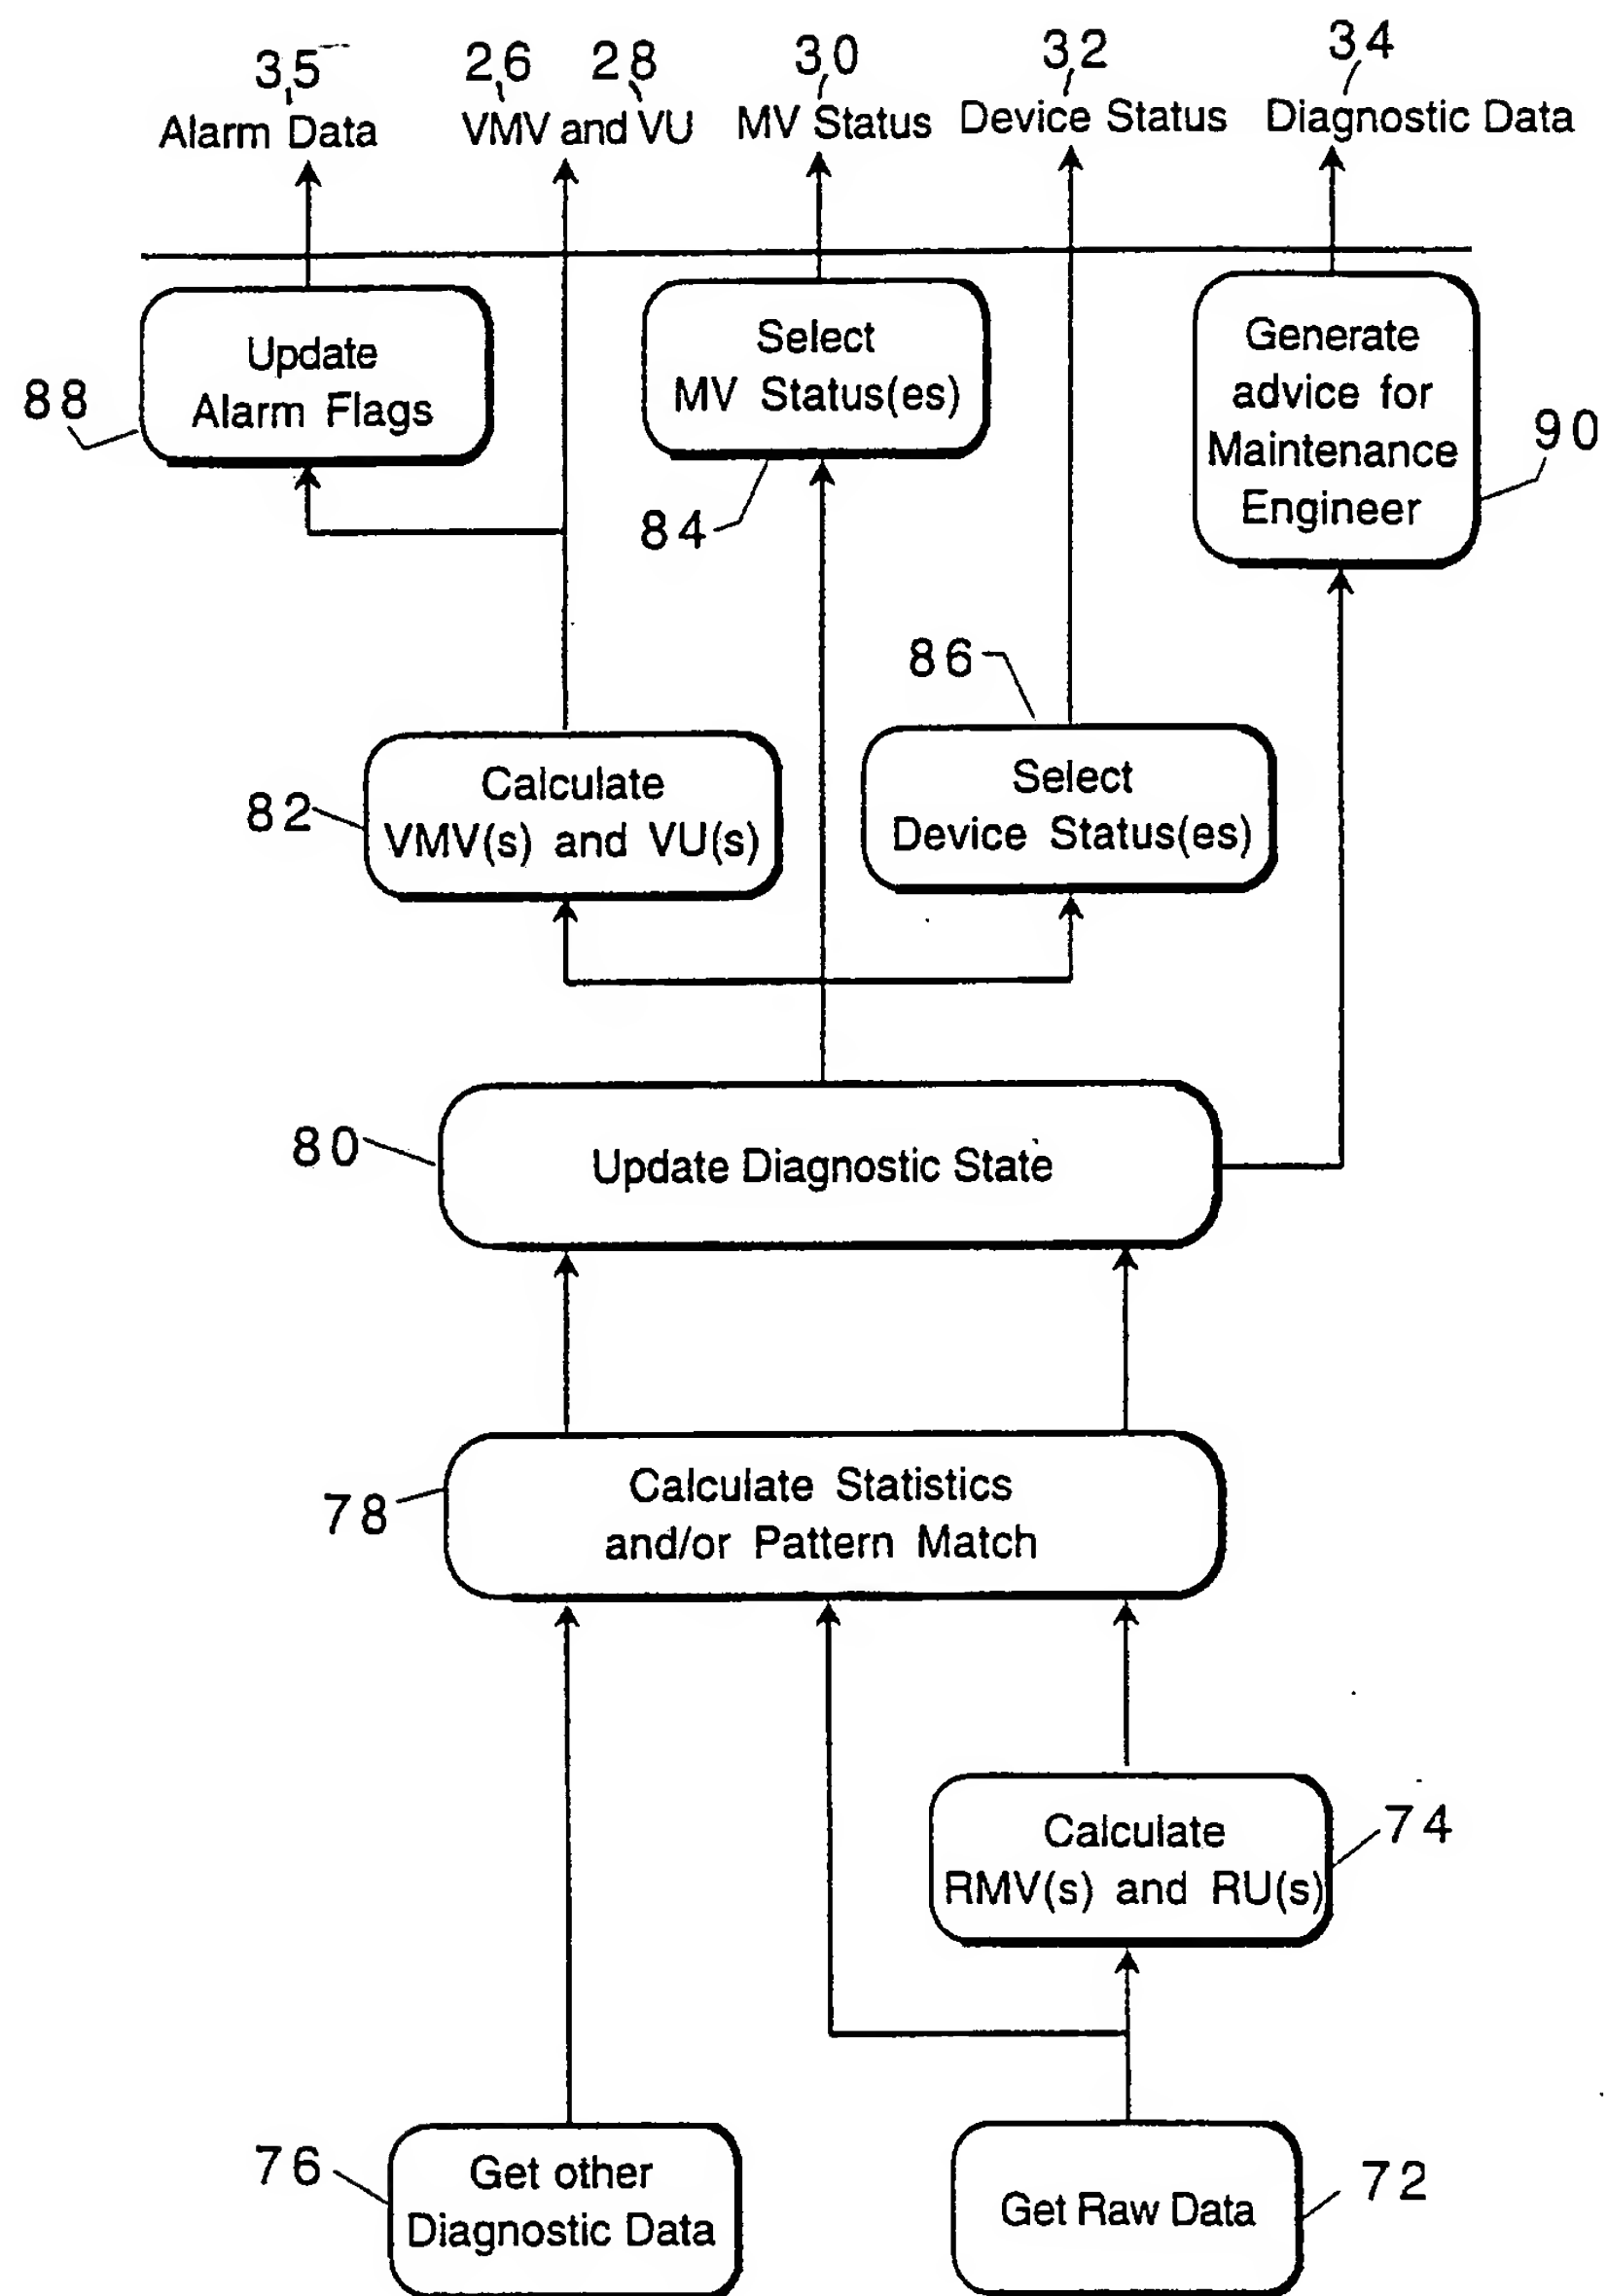 35 26 28 30 32 34
Alarm Data VMV and VU MV Status Device Status Diagnostic Data
88
Update
Alarm Flags
Select
MV Status(es)
84
Generate
advice for
Maintenance
Engineer
90
86
82
Calculate
VMV(s) and VU(s)
Select
Device Status(es)
80
Update Diagnostic State
78
Calculate Statistics
and/or Pattern Match
Calculate
RMV(s) and RU(s)
74
76
Get other
Diagnostic Data
Get Raw Data
72